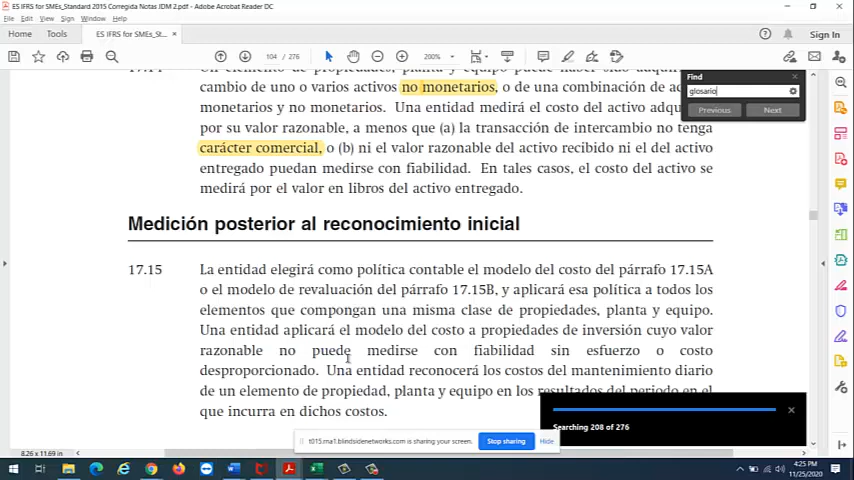 ES IFRS for SMEs_Standard 2015 Corregida Notas JDM 2.pdf - Adobe Acrobat Reader DC
File Edit View Sign Window Help
Home Tools ES IFRS for SMEs_St... × Sign In
104 / 276 200%
Find
glosario
Previous Next
cambio de uno o varios activos no monetarios, o de una combinación de
monetarios y no monetarios. Una entidad medirá el costo del activo
por su valor razonable, a menos que (a) la transacción de intercambio no tenga
carácter comercial, o (b) ni el valor razonable del activo recibido ni el del activo
entregado puedan medirse con fiabilidad. En tales casos, el costo del activo se
medirá por el valor en libros del activo entregado.
Medición posterior al reconocimiento inicial
17.15 La entidad elegirá como política contable el modelo del costo del párrafo 17.15A
o el modelo de revaluación del párrafo 17.15B, y aplicará esa política a todos los
elementos que compongan una misma clase de propiedades, planta y equipo.
Una entidad aplicará el modelo del costo a propiedades de inversión cuyo valor
razonable no puede medirse con fiabilidad sin esfuerzo o costo
desproporcionado. Una entidad reconocerá los costos del mantenimiento diario
de un elemento de propiedad, planta y equipo en los resultados del periodo en el
que incurra en dichos costos.
Searching 208 of 276
8.26 x 11.69 in
t015.rna1.blindsidenetworks.com is sharing your screen. Stop sharing Hide
4:25 PM
11/25/2020